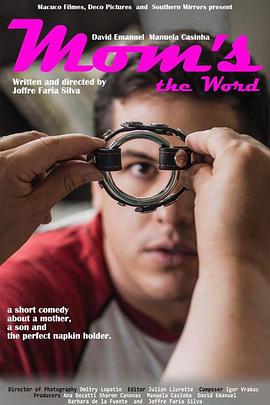 Macuco Filmes, Deco Pictures and Southern Mirrors present
David Emanuel Manuela Casinha
Mom's
the Word
Written and directed by
Joffre Faria Silva
a short comedy
about a mother,
a son and
the perfect napkin holder.
Director of Photography Dmitry Lopatin Editor Julian Liurette Composer Igor Vrabac
Producers Ana Becatti Sharon Canovas Manuela Casinha David Emanuel
Barbara de la Fuente and Joffre Faria Silva